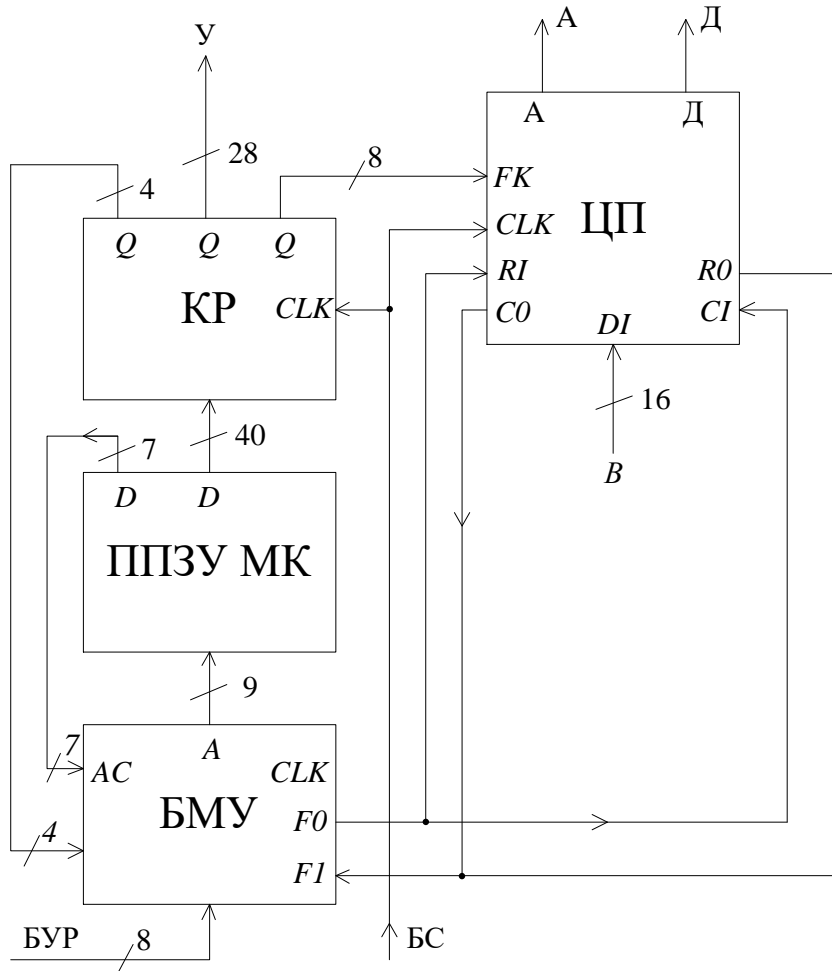 А Д
У
28
4
8
А Д
FK
CLK
ЦП
RI
R0
C0
CI
DI
Q Q Q
КР
CLK
16
B
40
7
D D
ППЗУ МК
9
7
A
AC
CLK
БМУ
F0
4
F1
БУР
8
БС